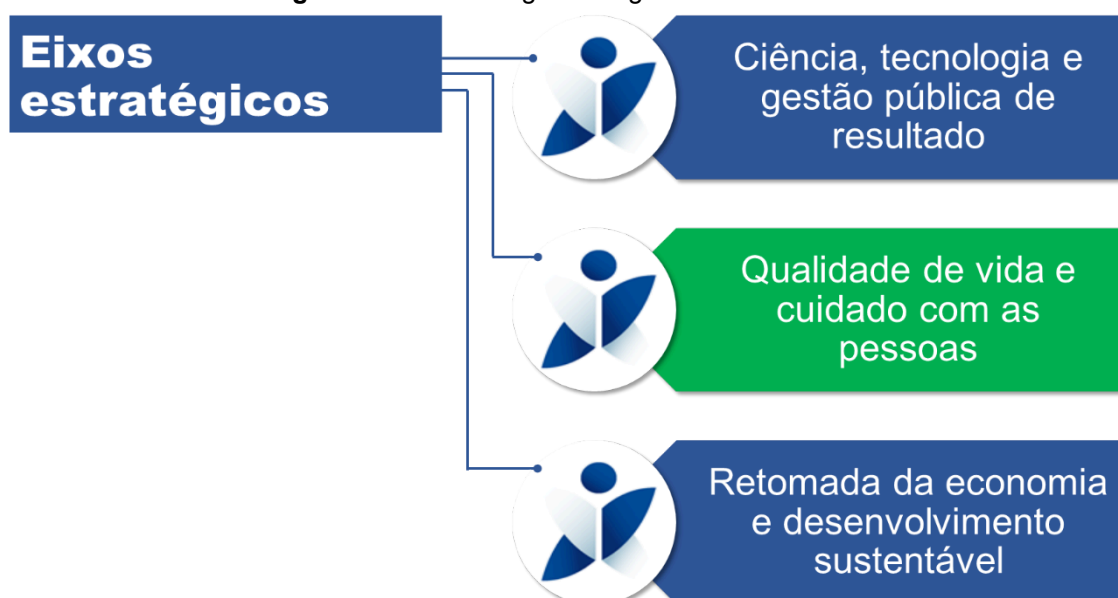 Eixos
estratégicos
Ciência, tecnologia e
gestão pública de
resultado
Qualidade de vida e
cuidado com as
pessoas
Retomada da economia
e desenvolvimento
sustentável